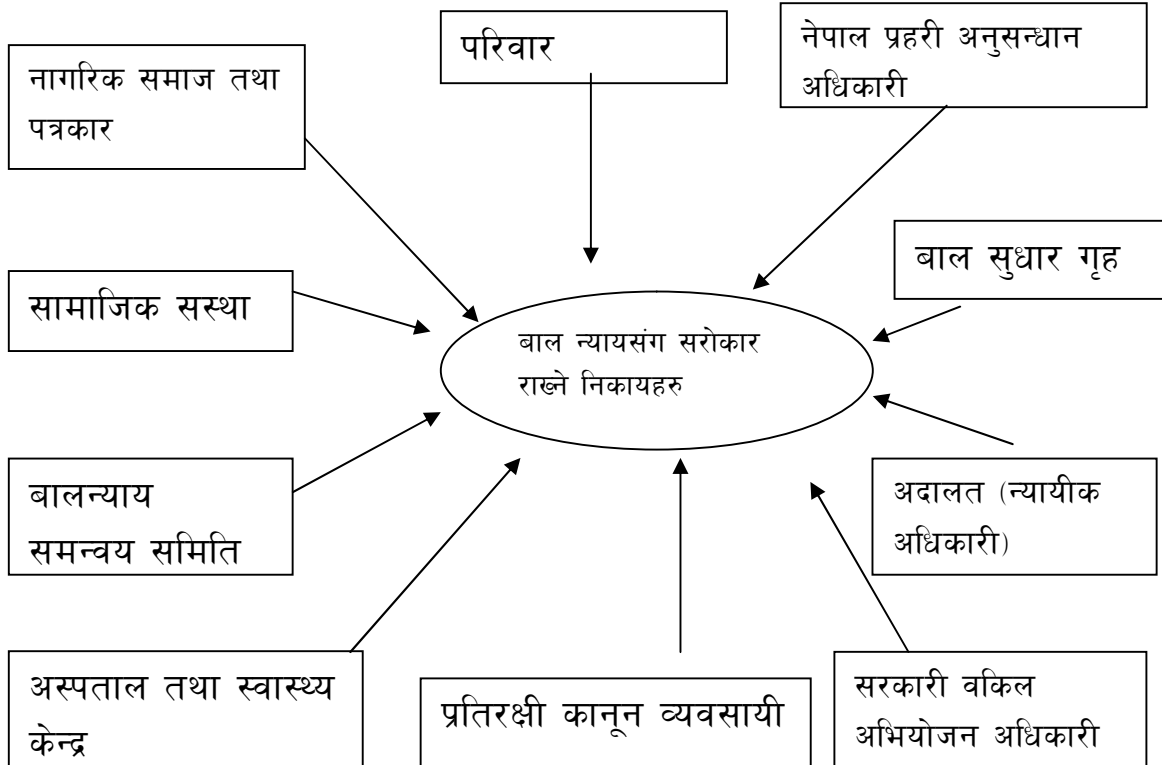 परिवार
नेपाल प्रहरी अनुसन्धान
अधिकारी
नागरिक समाज तथा
पत्रकार
बाल सुधार गृह
सामाजिक सस्था
बाल न्यायसंग सरोकार
राख्ने निकायहरु
बालन्याय
समन्वय समिति
अदालत (न्यायीक
अधिकारी)
अस्पताल तथा स्वास्थ्य
केन्द्र
प्रतिरक्षी कानून व्यवसायी
सरकारी वकिल
अभियोजन अधिकारी